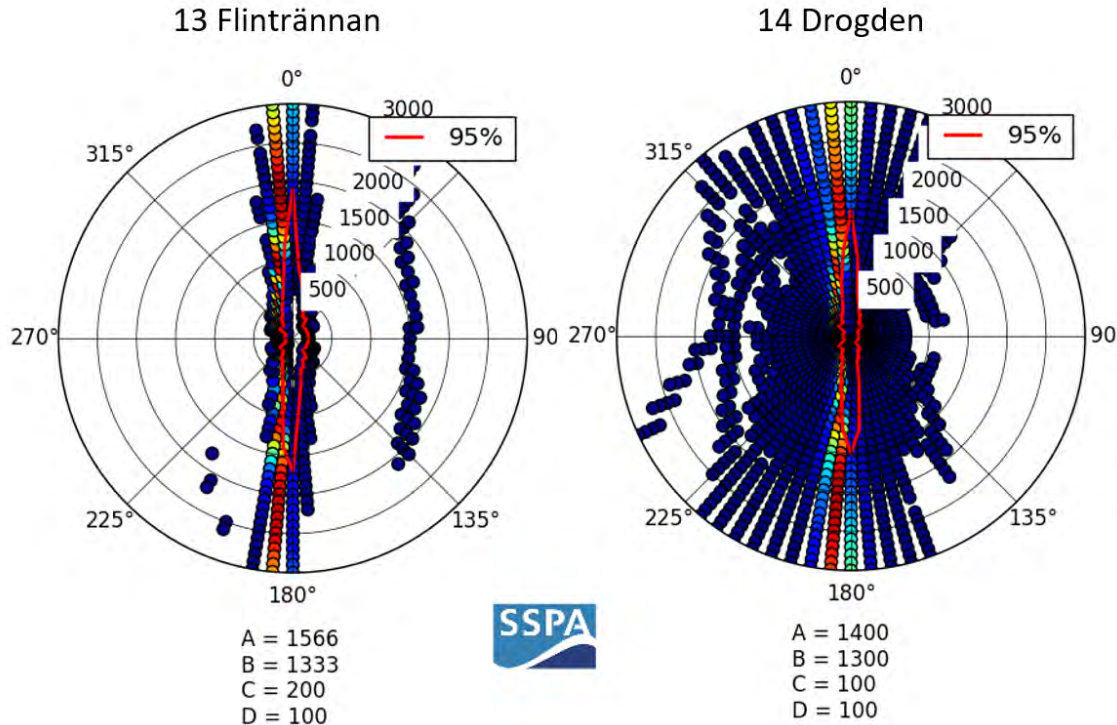 13 Flintrännan
0°
3000
95%
315°
2000
1500
1000
500
270°
90
225°
135°
180°
A = 1566
B = 1333
C = 200
D = 100
SSPA
14 Drogden
0°
3000
95%
315°
2000
1500
1000
500
270°
90°
225°
135°
180°
A = 1400
B = 1300
C = 100
D = 100